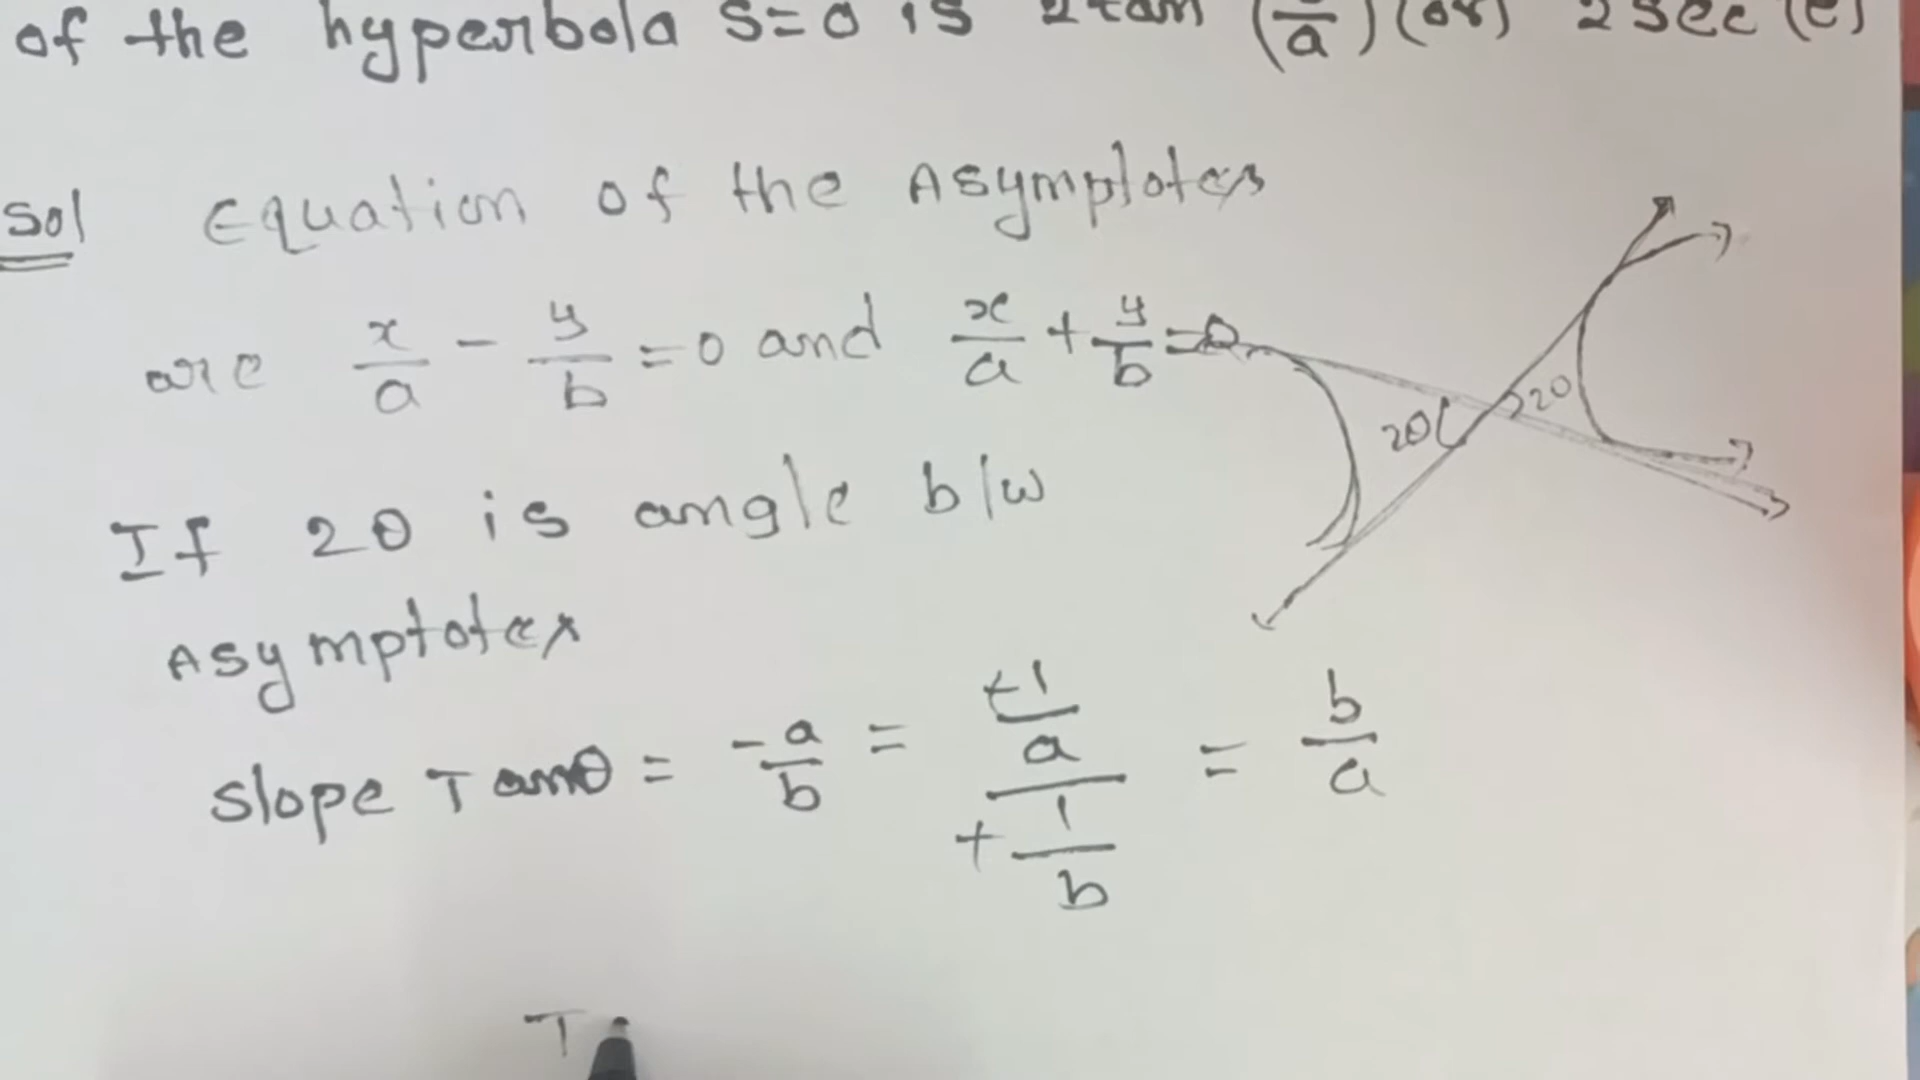 of the hyperbola S=0 is 2 tan (b/a) (or) 2 sec (e)
Sol Equation of the Asymptotes
are x/a - y/b = 0 and x/a + y/b = 0
2θ 2θ
If 2θ is angle b/w
Asymptotes
slope Tanθ = -a/b = +1/a / +1/b = b/a
T